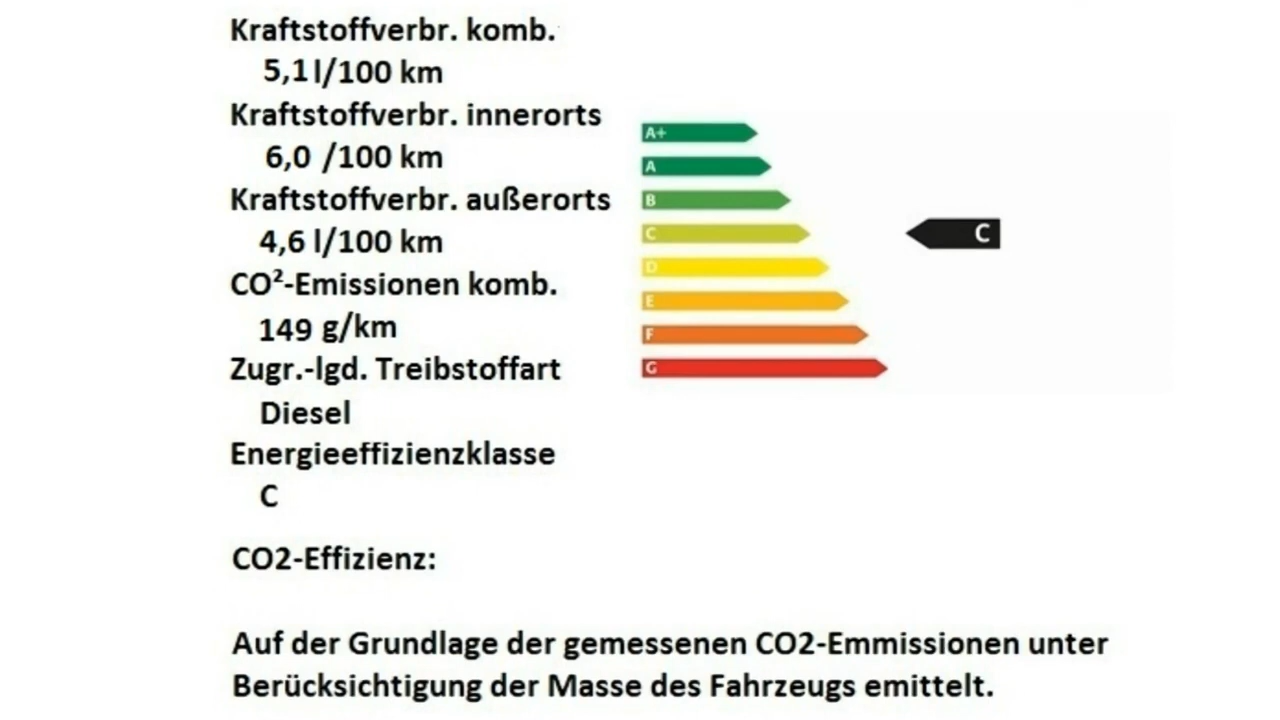 Kraftstoffverbr. komb.
5,1 l/100 km
Kraftstoffverbr. innerorts
6,0 /100 km
Kraftstoffverbr. außerorts
4,6 l/100 km
CO²-Emissionen komb.
149 g/km
Zugr.-lgd. Treibstoffart
Diesel
Energieeffizienzklasse
C
A+
A
B
C
D
E
F
G
C
CO2-Effizienz:
Auf der Grundlage der gemessenen CO2-Emmissionen unter
Berücksichtigung der Masse des Fahrzeugs emittelt.